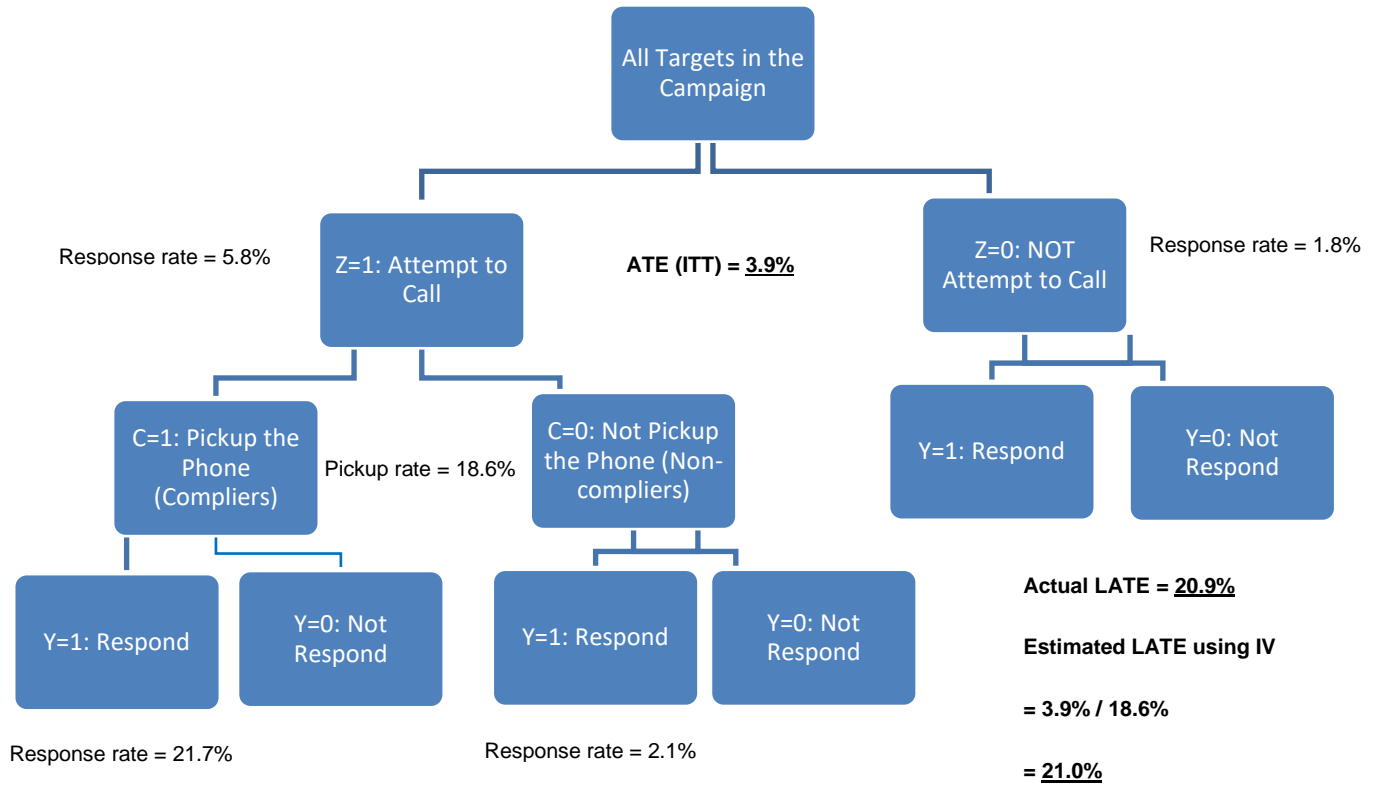 All Targets in the
Campaign
Response rate = 5.8%
Z=1: Attempt to
Call
ATE (ITT) = 3.9%
Z=0: NOT
Attempt to Call
Response rate = 1.8%
C=1: Pickup the
Phone
(Compliers)
Pickup rate = 18.6%
C=0: Not Pickup
the Phone (Non-
compliers)
Y=1: Respond
Y=0: Not
Respond
Y=1: Respond
Y=0: Not
Respond
Y=1: Respond
Y=0: Not
Respond
Response rate = 21.7%
Response rate = 2.1%
Actual LATE = 20.9%
Estimated LATE using IV
= 3.9% / 18.6%
= 21.0%